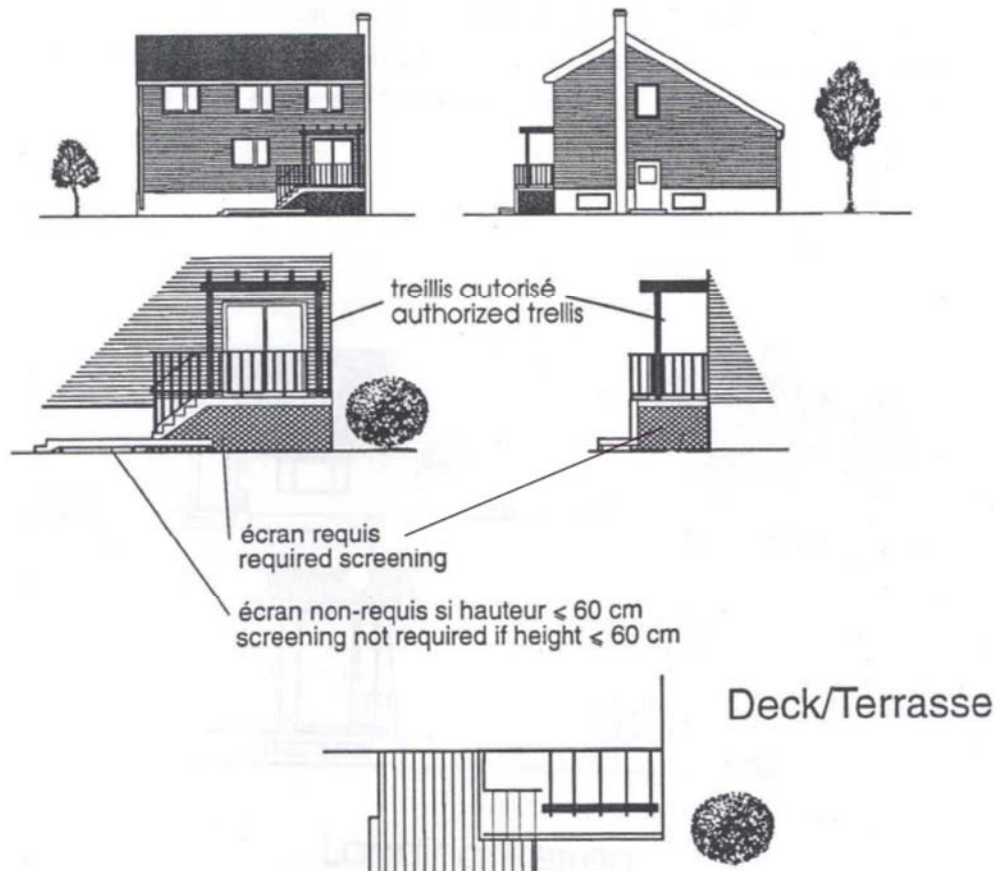 treillis autorisé
authorized trellis
écran requis
required screening
écran non-requis si hauteur ⩽ 60 cm
screening not required if height ⩽ 60 cm
Deck/Terrasse